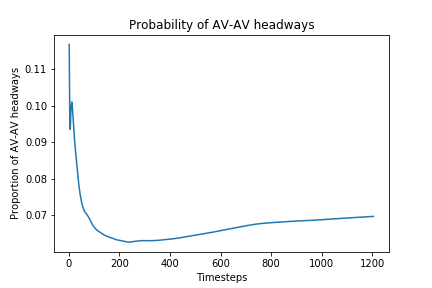 Probability of AV-AV headways
Proportion of AV-AV headways
0.11
0.10
0.09
0.08
0.07
0 200 400 600 800 1000 1200
Timesteps